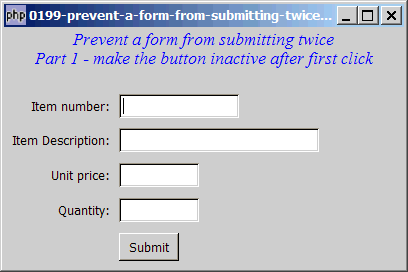 php 0199-prevent-a-form-from-submitting-twice...
Prevent a form from submitting twice
Part 1 - make the button inactive after first click
Item number:
Item Description:
Unit price:
Quantity:
Submit